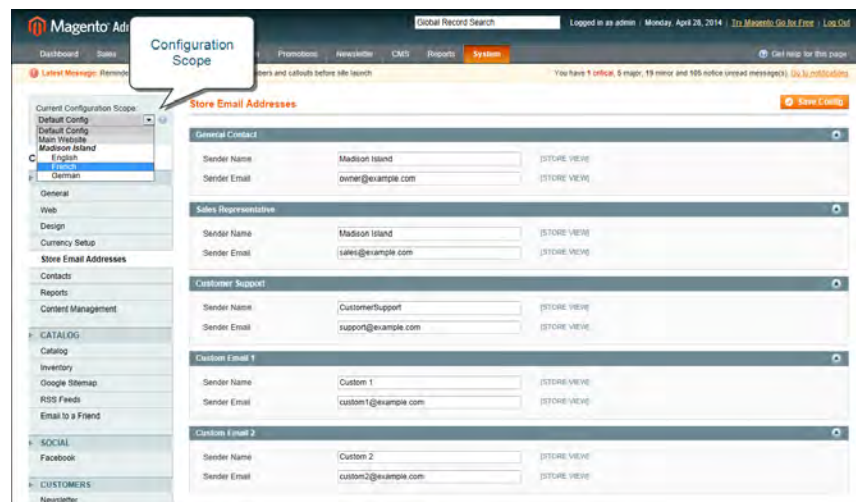 Magento Adm
Global Record Search
Logged in as admin | Monday, April 28, 2014 | Try Magento Go for Free | Log Out
Configuration
Scope
Dashboard Sales Promotions Newsletter CMS Reports System
Get help for this page
Latest Message: Reminde
bers and callouts before site launch
You have 1 critical, 5 major, 19 minor and 105 notice unread message(s). Go to notifications
Current Configuration Scope:
Default Config
Default Config
Main Website
Madison Island
English
C
French
German
General
Web
Design
Currency Setup
Store Email Addresses
Contacts
Reports
Content Management
CATALOG
Catalog
Inventory
Google Sitemap
RSS Feeds
Email to a Friend
SOCIAL
Facebook
CUSTOMERS
Newsletter
Store Email Addresses
Save Config
General Contact
Sender Name Madison Island [STORE VIEW]
Sender Email owner@example.com [STORE VIEW]
Sales Representative
Sender Name Madison Island [STORE VIEW]
Sender Email sales@example.com [STORE VIEW]
Customer Support
Sender Name CustomerSupport [STORE VIEW]
Sender Email support@example.com [STORE VIEW]
Custom Email 1
Sender Name Custom 1 [STORE VIEW]
Sender Email custom1@example.com [STORE VIEW]
Custom Email 2
Sender Name Custom 2 [STORE VIEW]
Sender Email custom2@example.com [STORE VIEW]